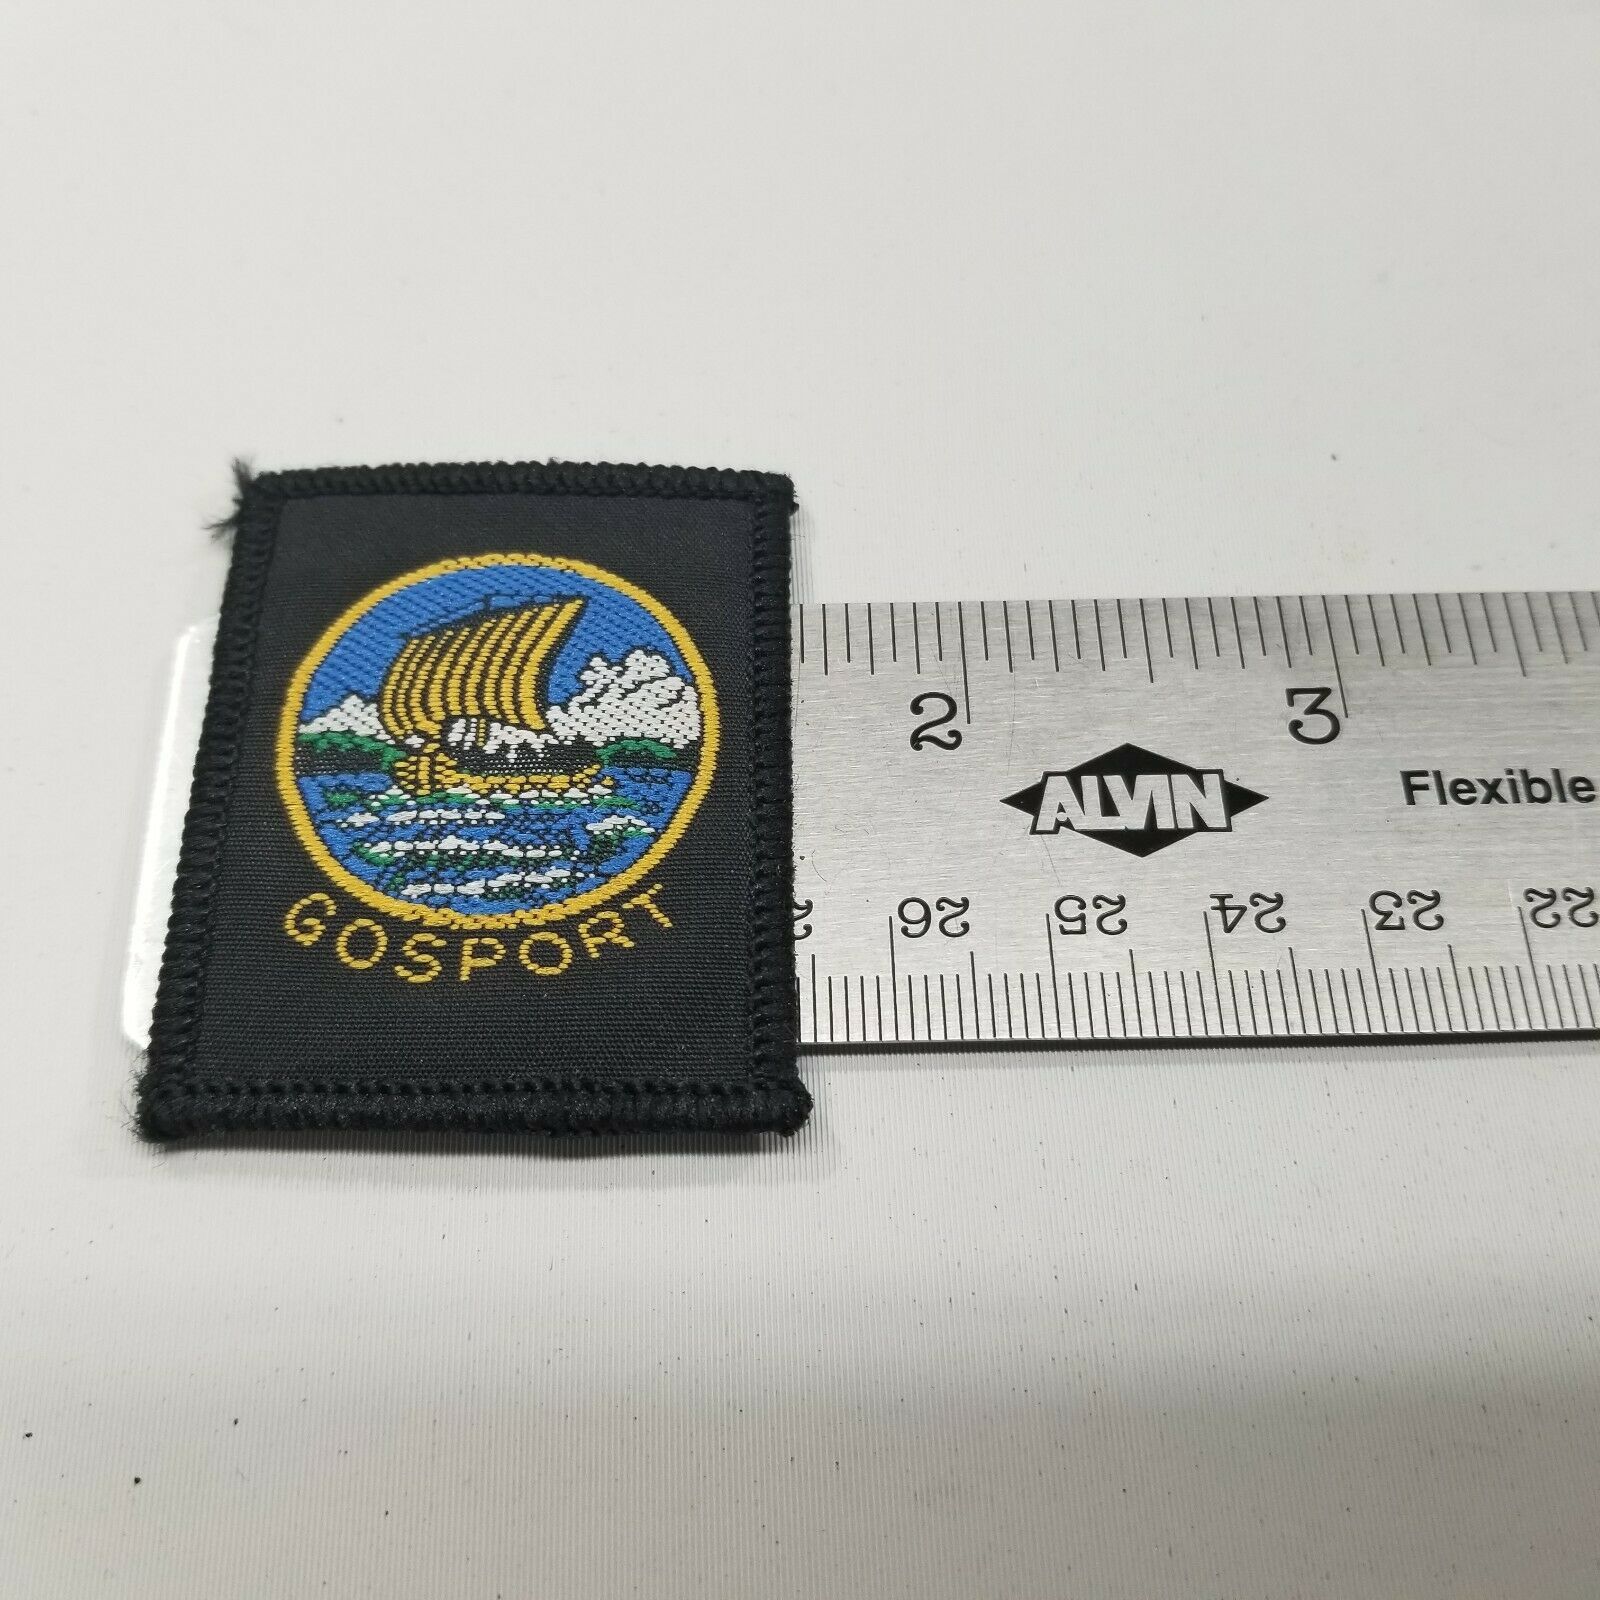 GOSPORT
2 3
ALVIN
Flexible
26 25 24 23 22